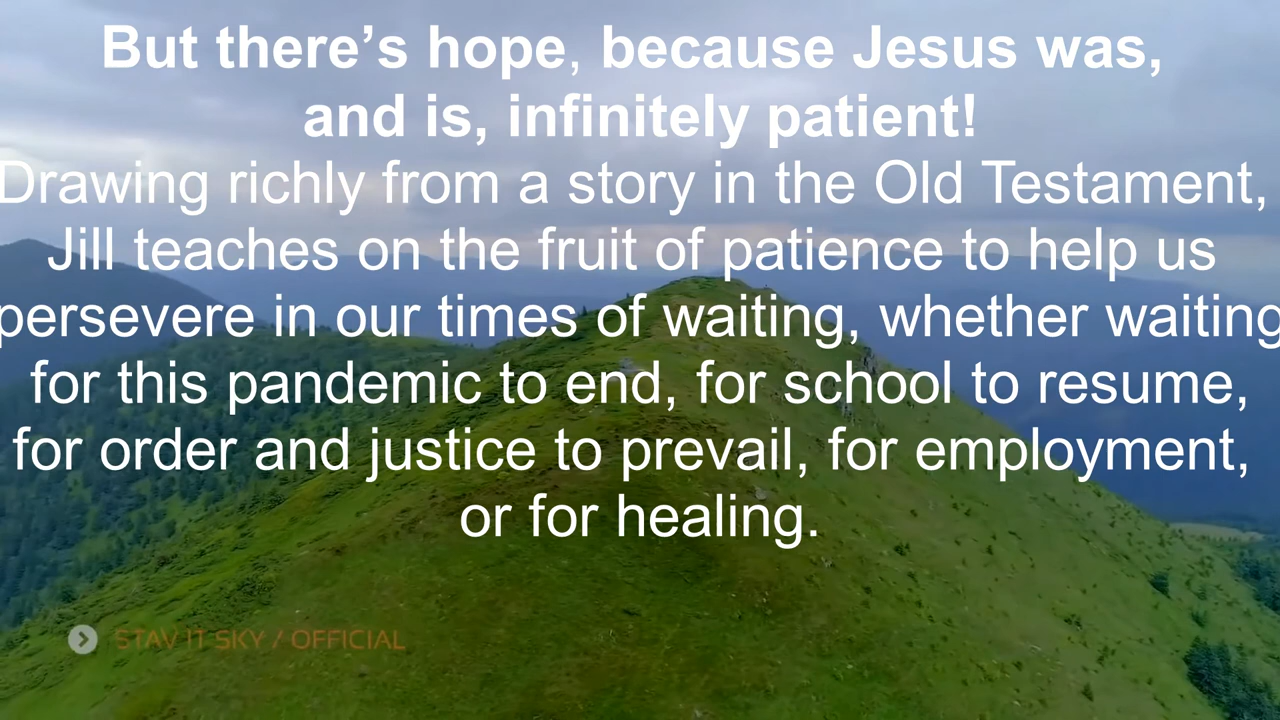 But there’s hope, because Jesus was,
and is, infinitely patient!
Drawing richly from a story in the Old Testament,
Jill teaches on the fruit of patience to help us
persevere in our times of waiting, whether waiting
for this pandemic to end, for school to resume,
for order and justice to prevail, for employment,
or for healing.
STAV IT SKY / OFFICIAL